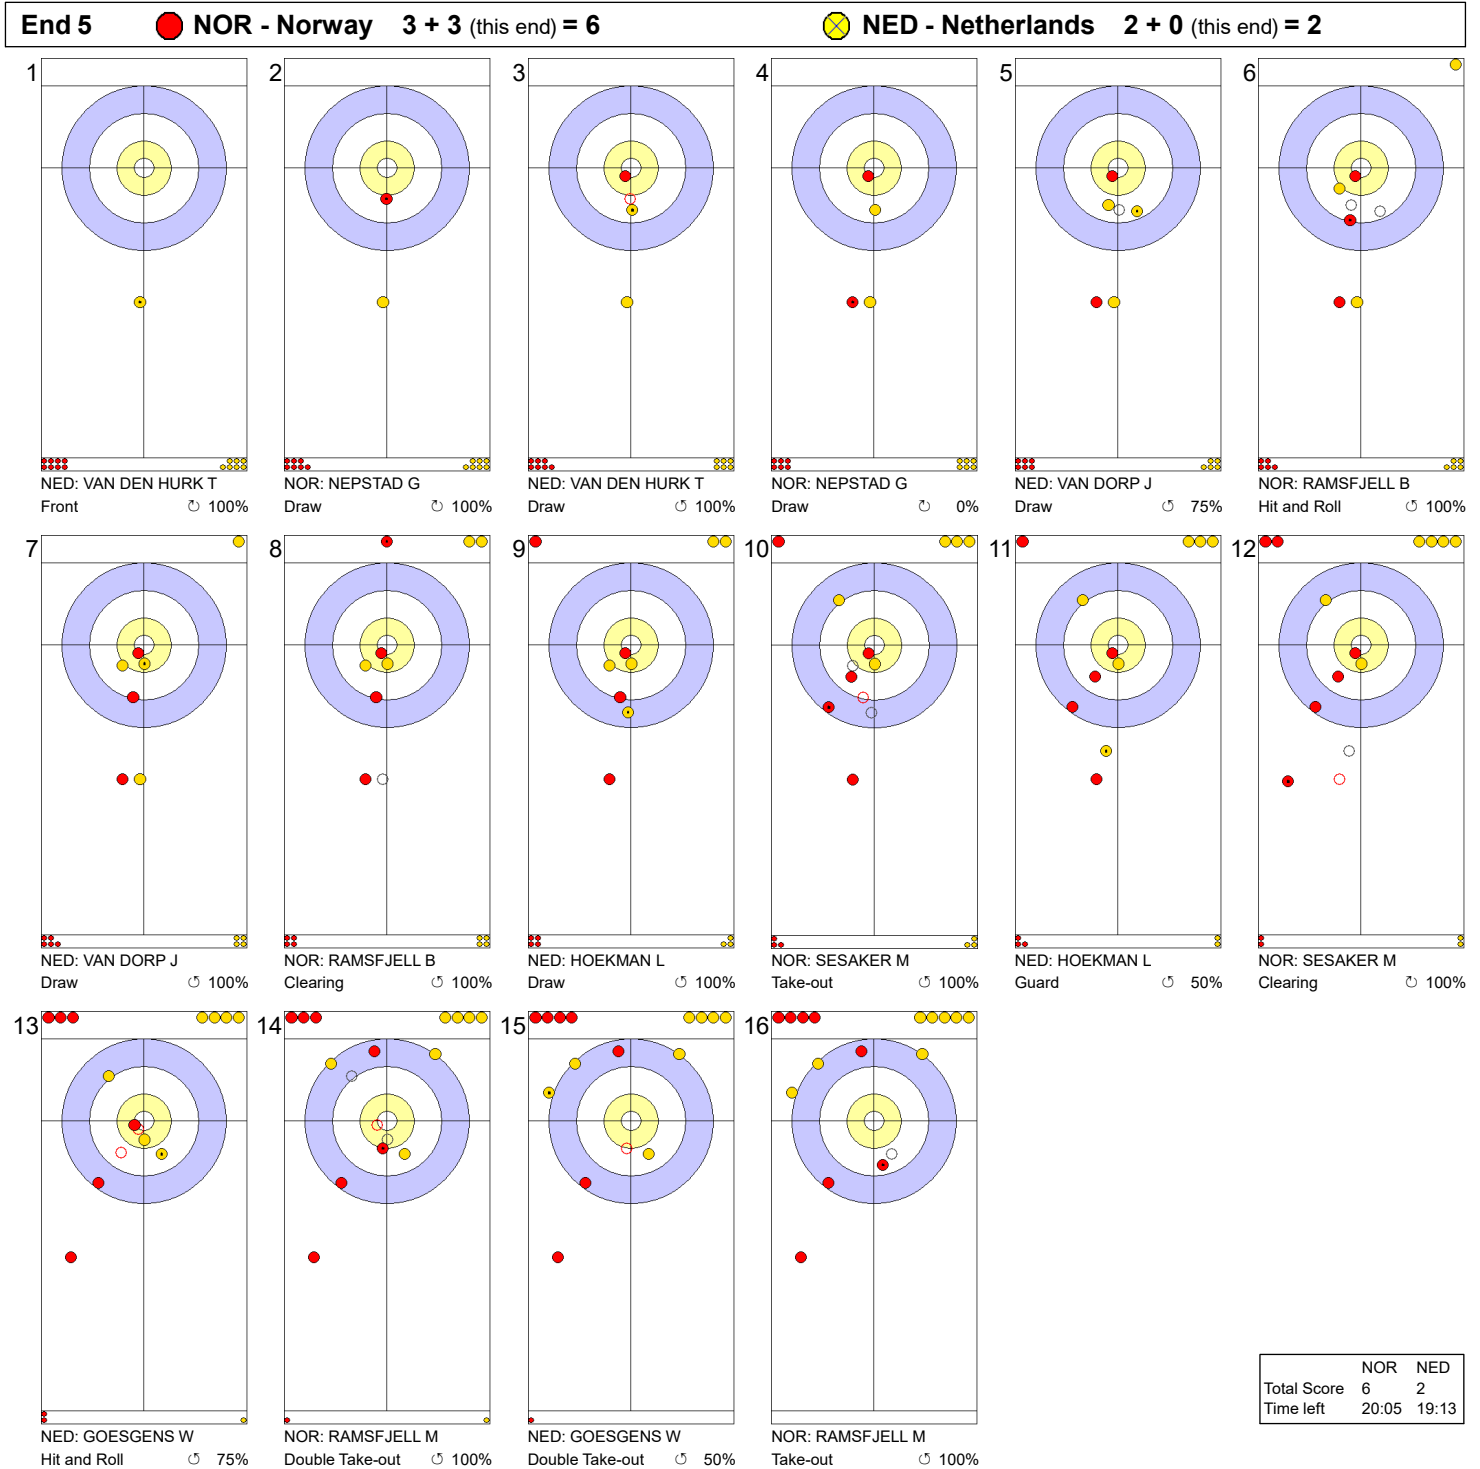 End 5 NOR - Norway 3 + 3 (this end) = 6 NED - Netherlands 2 + 0 (this end) = 2
1 2 3 4 5 6
NED: VAN DEN HURK T NOR: NEPSTAD G NED: VAN DEN HURK T NOR: NEPSTAD G NED: VAN DORP J NOR: RAMSFJELL B
Front ↻ 100% Draw ↺ 100% Draw ↺ 100% Draw ↻ 0% Draw ↺ 75% Hit and Roll ↺ 100%
7 8 9 10 11 12
NED: VAN DORP J NOR: RAMSFJELL B NED: HOEKMAN L NOR: SESAKER M NED: HOEKMAN L NOR: SESAKER M
Draw ↺ 100% Clearing ↺ 100% Draw ↺ 100% Take-out ↺ 100% Guard ↺ 50% Clearing ↻ 100%
13 14 15 16
NED: GOESGENS W NOR: RAMSFJELL M NED: GOESGENS W NOR: RAMSFJELL M
Hit and Roll ↺ 75% Double Take-out ↺ 100% Double Take-out ↺ 50% Take-out ↺ 100%
NOR NED
Total Score 6 2
Time left 20:05 19:13